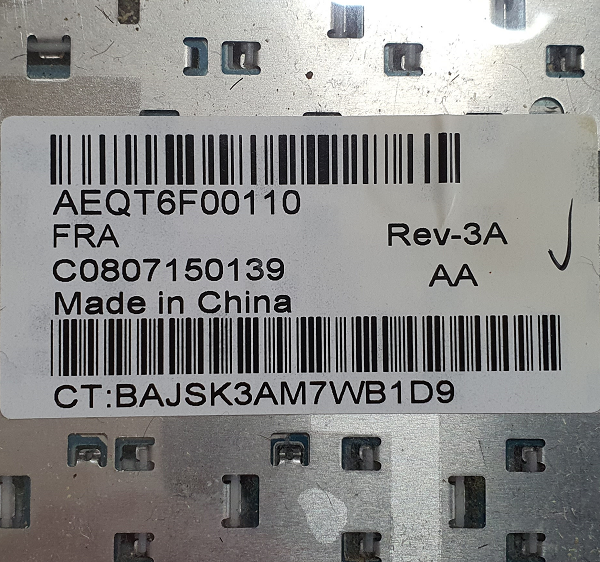 AEQT6F00110
FRA
Rev-3A
C0807150139
AA
Made in China
CT:BAJSK3AM7WB1D9